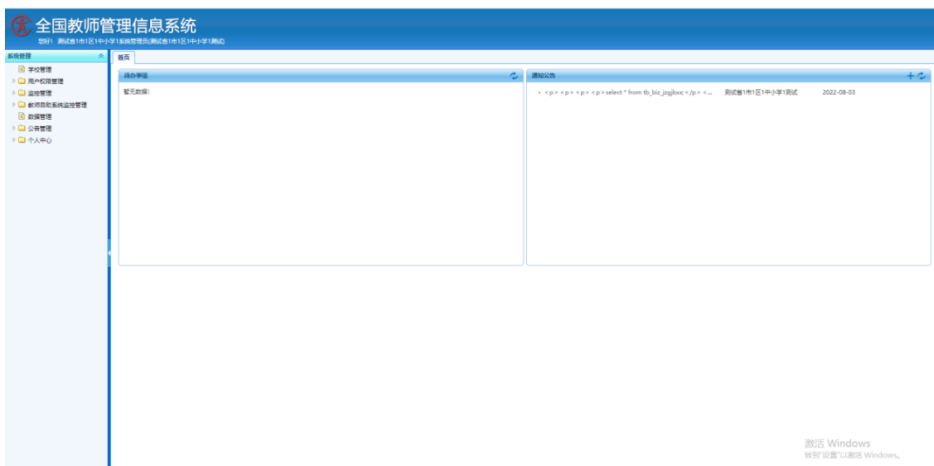 全国教师管理信息系统
您好! 测试省1市1区1中小学1系统管理员(测试省1市1区1中小学1测试)
系统管理
首页
学校管理
用户权限管理
监控管理
教师自助系统监控管理
数据管理
公告管理
个人中心
待办事项
暂无数据!
通知公告
<p> <p> <p> <p>select * from tb_biz_jzgjbxx; </p> <... 测试省1市1区1中小学1测试 2022-08-03
激活 Windows
转到"设置"以激活 Windows。